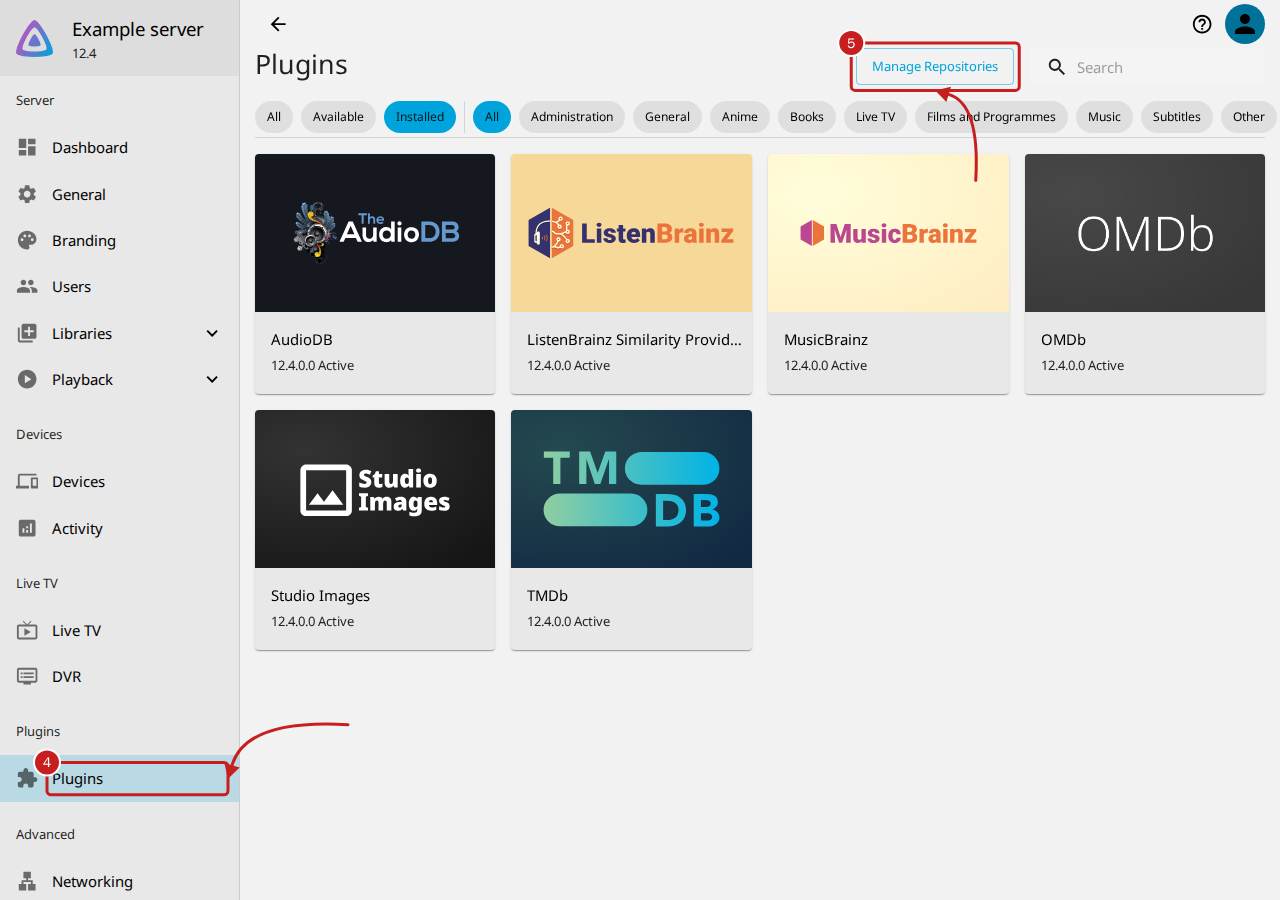 Example server
12.4
Server
Dashboard
General
Branding
Users
Libraries
Playback
Devices
Devices
Activity
Live TV
Live TV
DVR
Plugins
4
Plugins
Advanced
Networking
Plugins
5
Manage Repositories
Search
All Available Installed All Administration General Anime Books Live TV Films and Programmes Music Subtitles Other
The
AudioDB
ListenBrainz
MusicBrainz
OMDb
AudioDB
12.4.0.0 Active
ListenBrainz Similarity Provid...
12.4.0.0 Active
MusicBrainz
12.4.0.0 Active
OMDb
12.4.0.0 Active
Studio
Images
TM
DB
Studio Images
12.4.0.0 Active
TMDb
12.4.0.0 Active